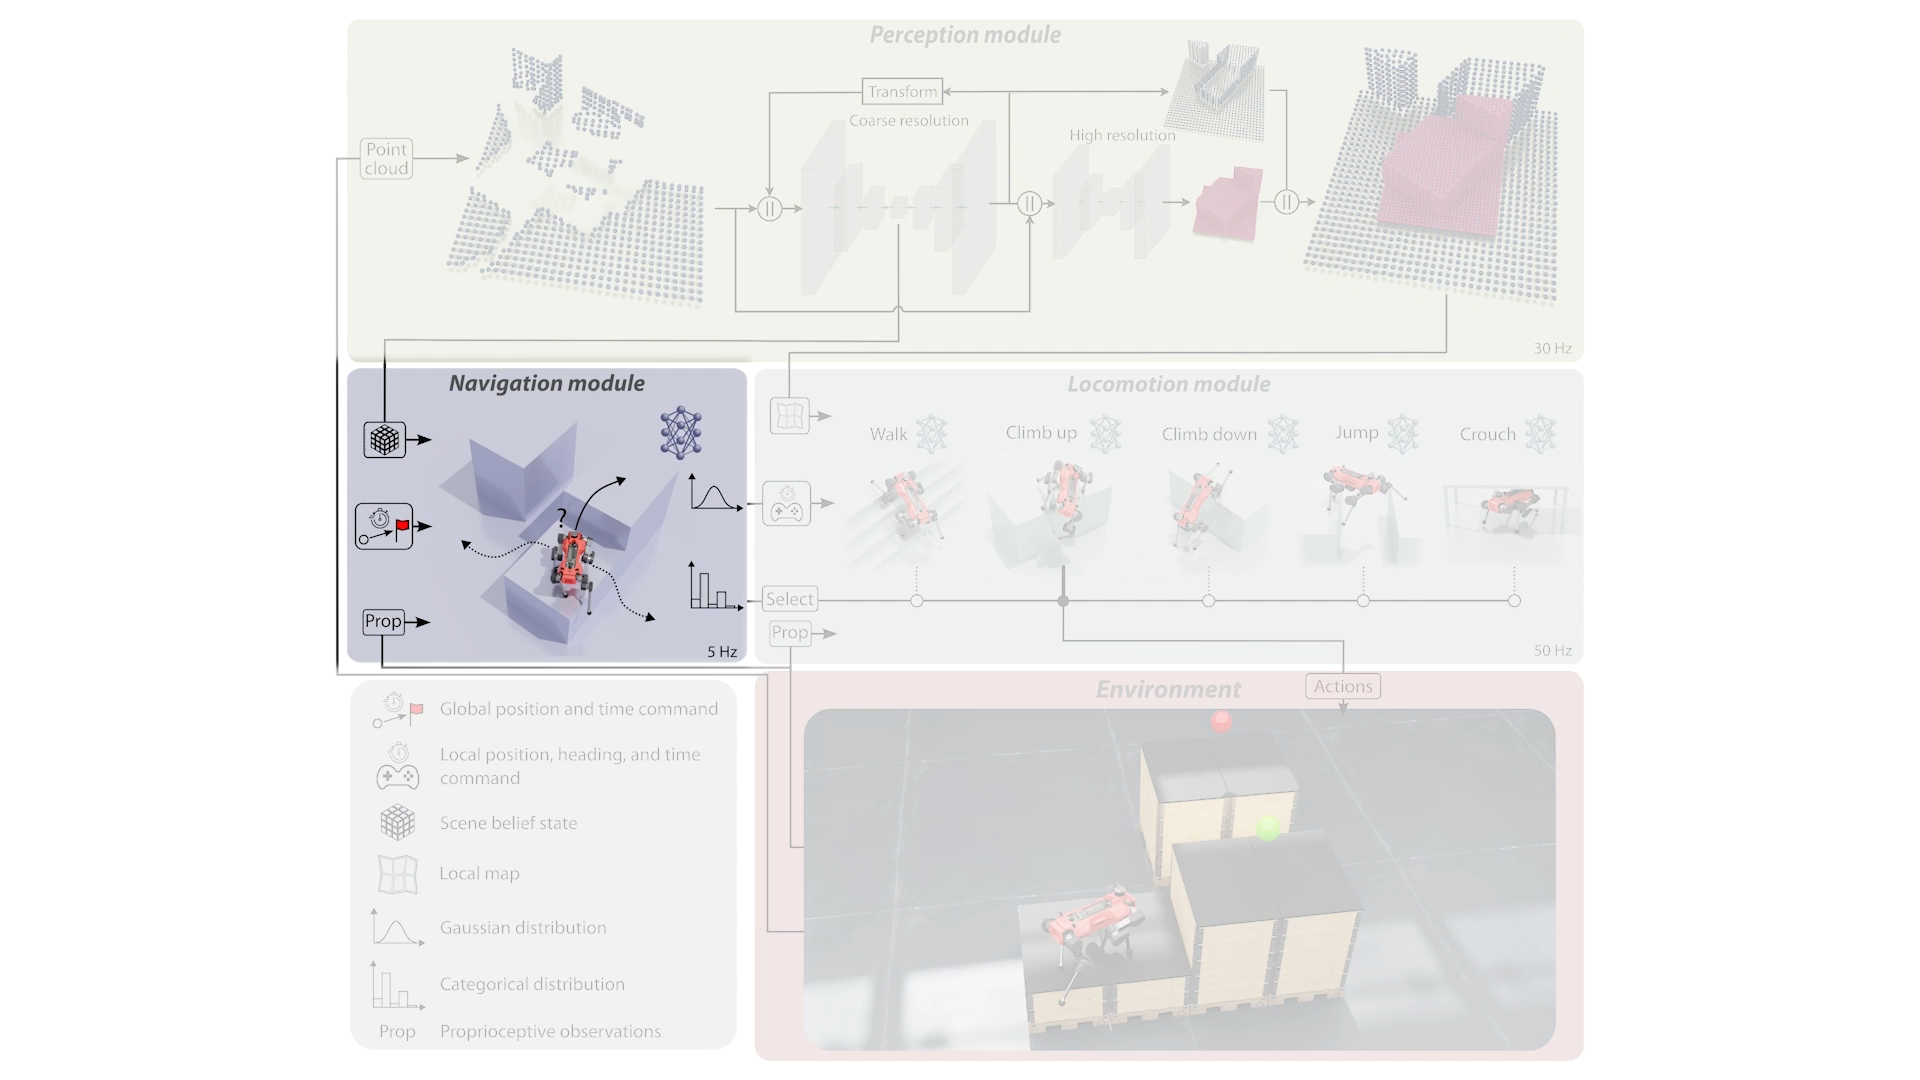 Perception module
Transform
Coarse resolution
High resolution
Point
cloud
30 Hz
Navigation module
?
Prop
5 Hz
Locomotion module
Walk
Climb up
Climb down
Jump
Crouch
Select
Prop
50 Hz
Environment
Actions
Global position and time command
Local position, heading, and time
command
Scene belief state
Local map
Gaussian distribution
Categorical distribution
Prop Proprioceptive observations